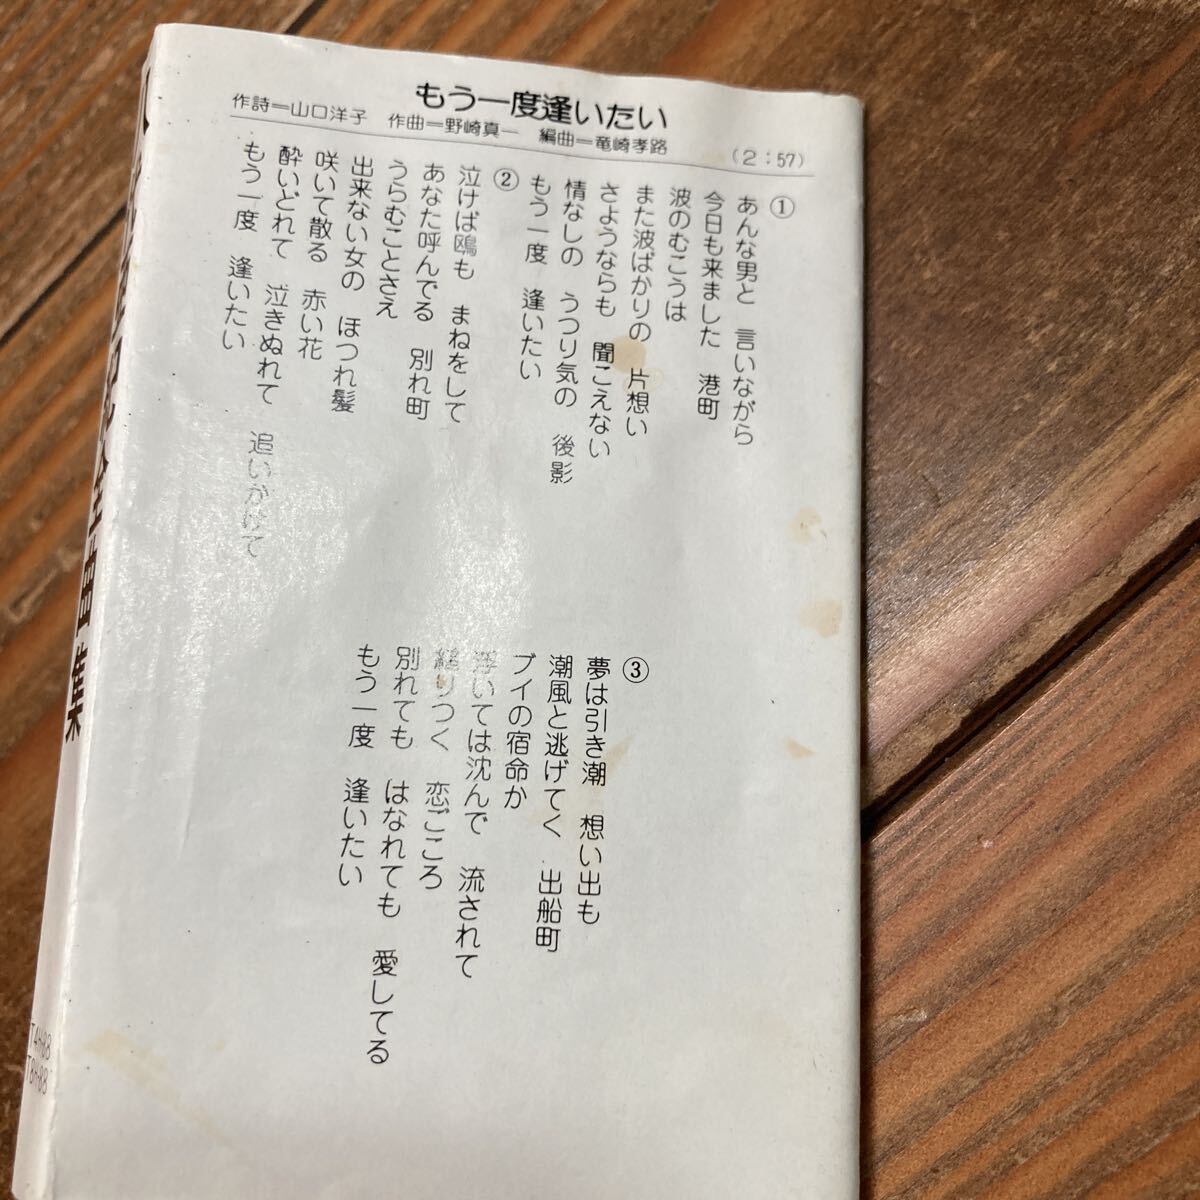 もう一度逢いたい
作詩＝山口洋子　作曲＝野崎真一　編曲＝竜崎孝路　(2：57)
①
あんな男と　言いながら
今日も来ました　港町
波のむこうは
また波ばかりの　片想い
さようならも　聞こえない
情なしの　うつり気の　後影
もう一度　逢いたい
②
泣けば鴎も　まねをして
あなた呼んでる　別れ町
うらむことさえ
出来ない女の　ほつれ髪
咲いて散る　赤い花
酔いどれて　泣きぬれて　追いかけて
もう一度　逢いたい
③
夢は引き潮　想い出も
潮風と逃げてく　出船町
ブイの宿命か
浮いては沈んで　流されて
りつく　恋ごころ
別れても　はなれても　愛してる
もう一度　逢いたい
全曲集